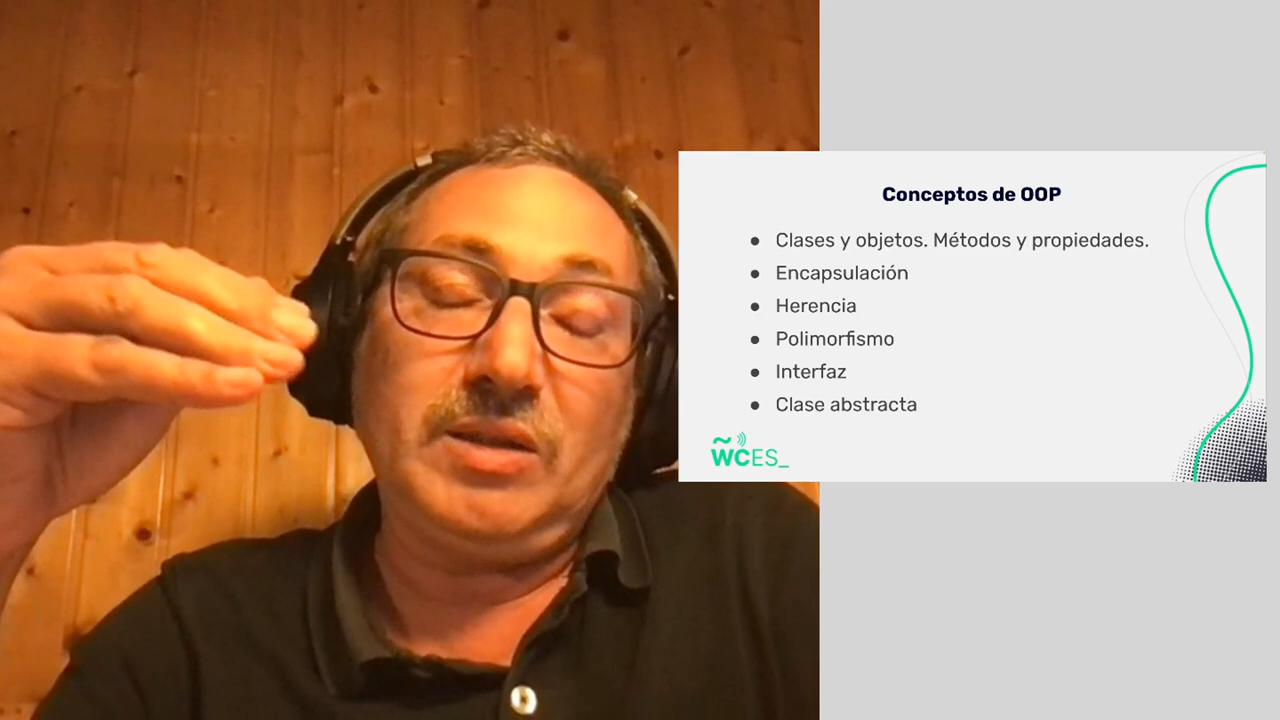 Conceptos de OOP
● Clases y objetos. Métodos y propiedades.
● Encapsulación
● Herencia
● Polimorfismo
● Interfaz
● Clase abstracta
WCES_